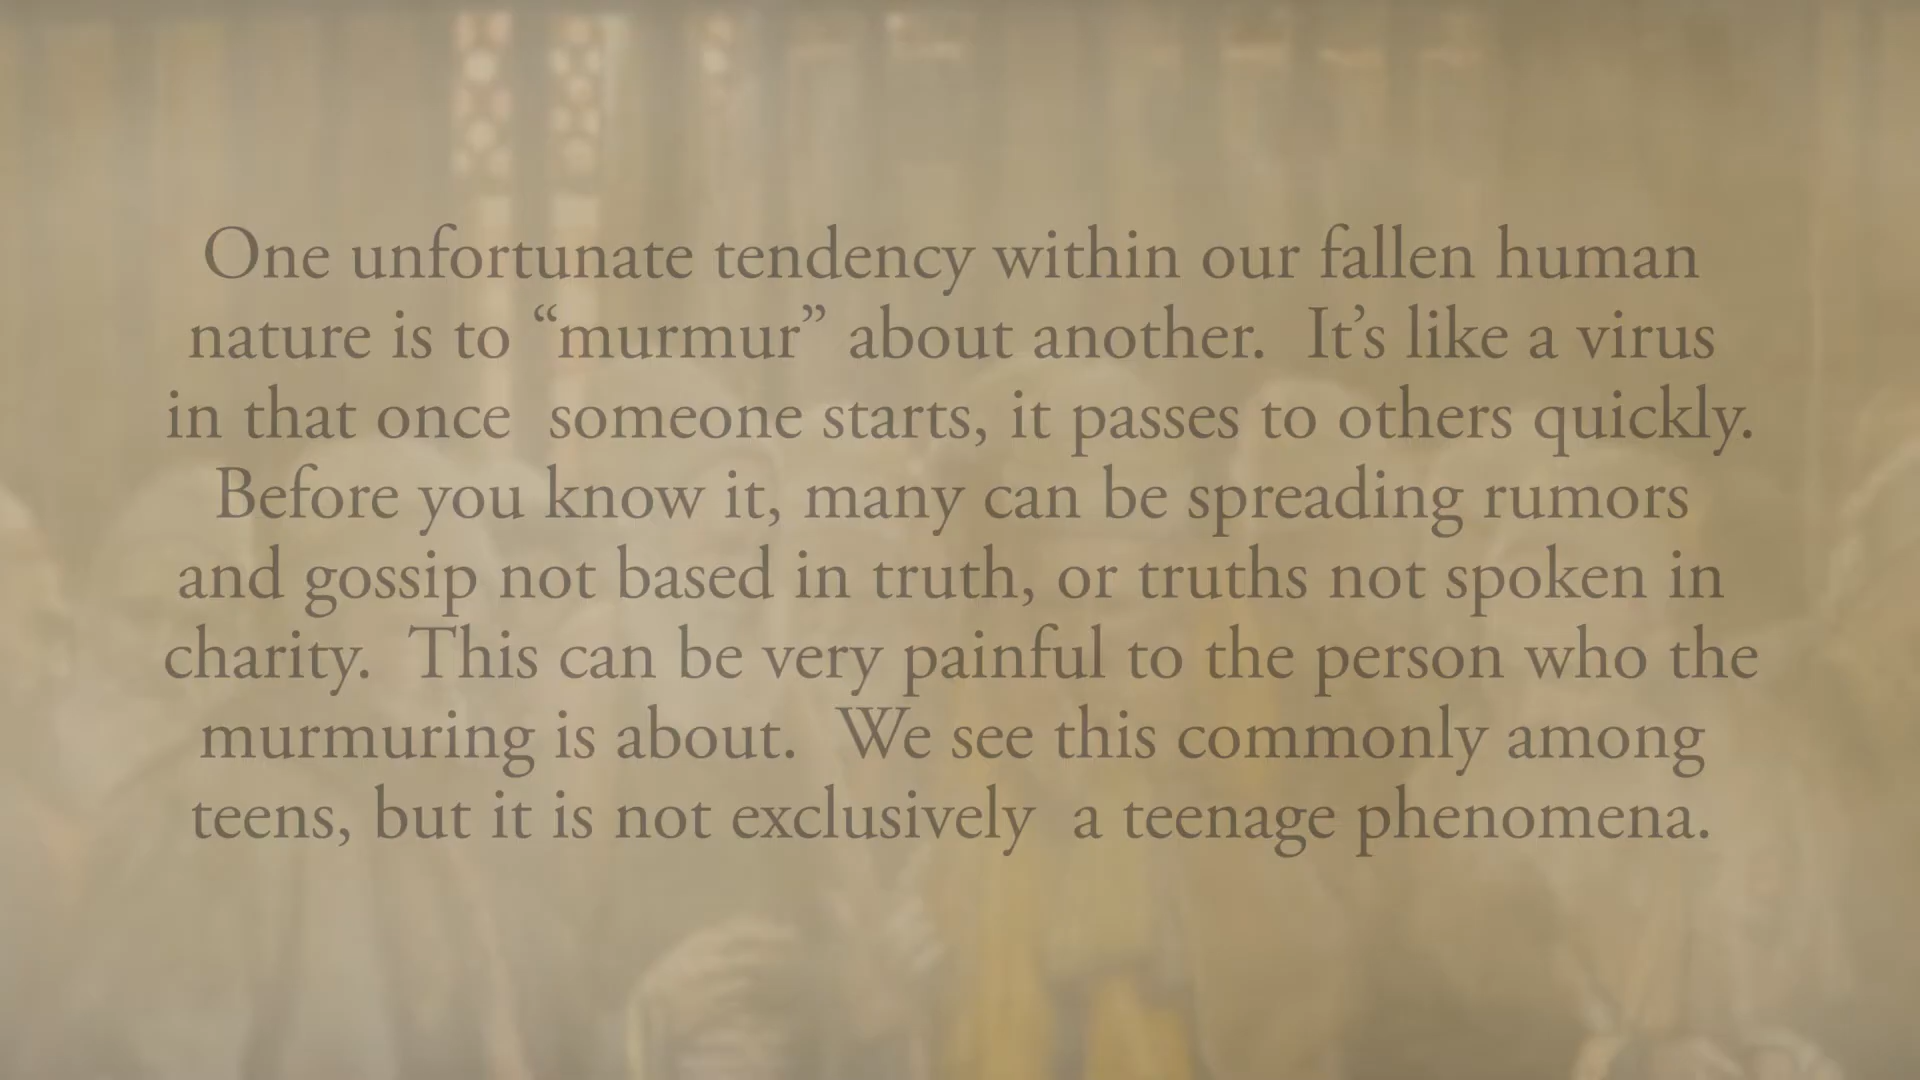 One unfortunate tendency within our fallen human
nature is to “murmur” about another.  It’s like a virus
in that once  someone starts, it passes to others quickly.
Before you know it, many can be spreading rumors
and gossip not based in truth, or truths not spoken in
charity.  This can be very painful to the person who the
murmuring is about.  We see this commonly among
teens, but it is not exclusively  a teenage phenomena.